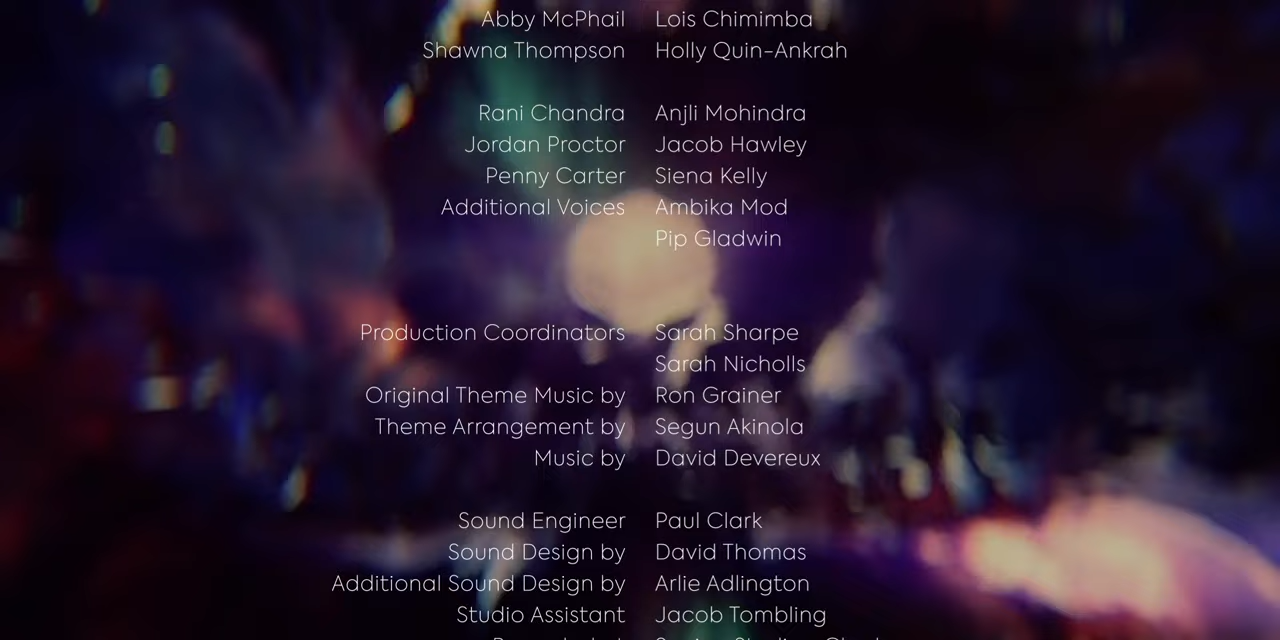 Abby McPhail Lois Chimimba
Shawna Thompson Holly Quin-Ankrah
Rani Chandra Anjli Mohindra
Jordan Proctor Jacob Hawley
Penny Carter Siena Kelly
Additional Voices Ambika Mod
Pip Gladwin
Production Coordinators Sarah Sharpe
Sarah Nicholls
Original Theme Music by Ron Grainer
Theme Arrangement by Segun Akinola
Music by David Devereux
Sound Engineer Paul Clark
Sound Design by David Thomas
Additional Sound Design by Arlie Adlington
Studio Assistant Jacob Tombling